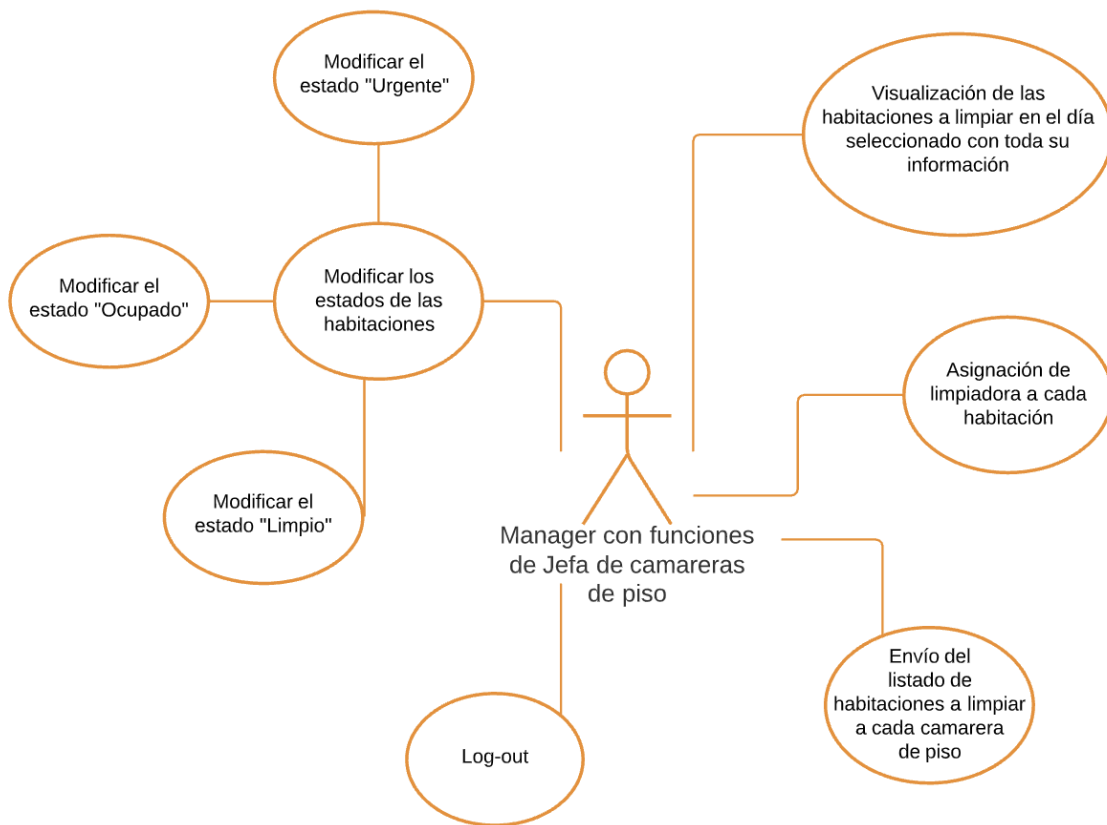 Modificar el
estado "Urgente"
Visualización de las
habitaciones a limpiar en el día
seleccionado con toda su
información
Modificar el
estado "Ocupado"
Modificar los
estados de las
habitaciones
Asignación de
limpiadora a cada
habitación
Modificar el
estado "Limpio"
Manager con funciones
de Jefa de camareras
de piso
Envío del
listado de
habitaciones a limpiar
a cada camarera
de piso
Log-out